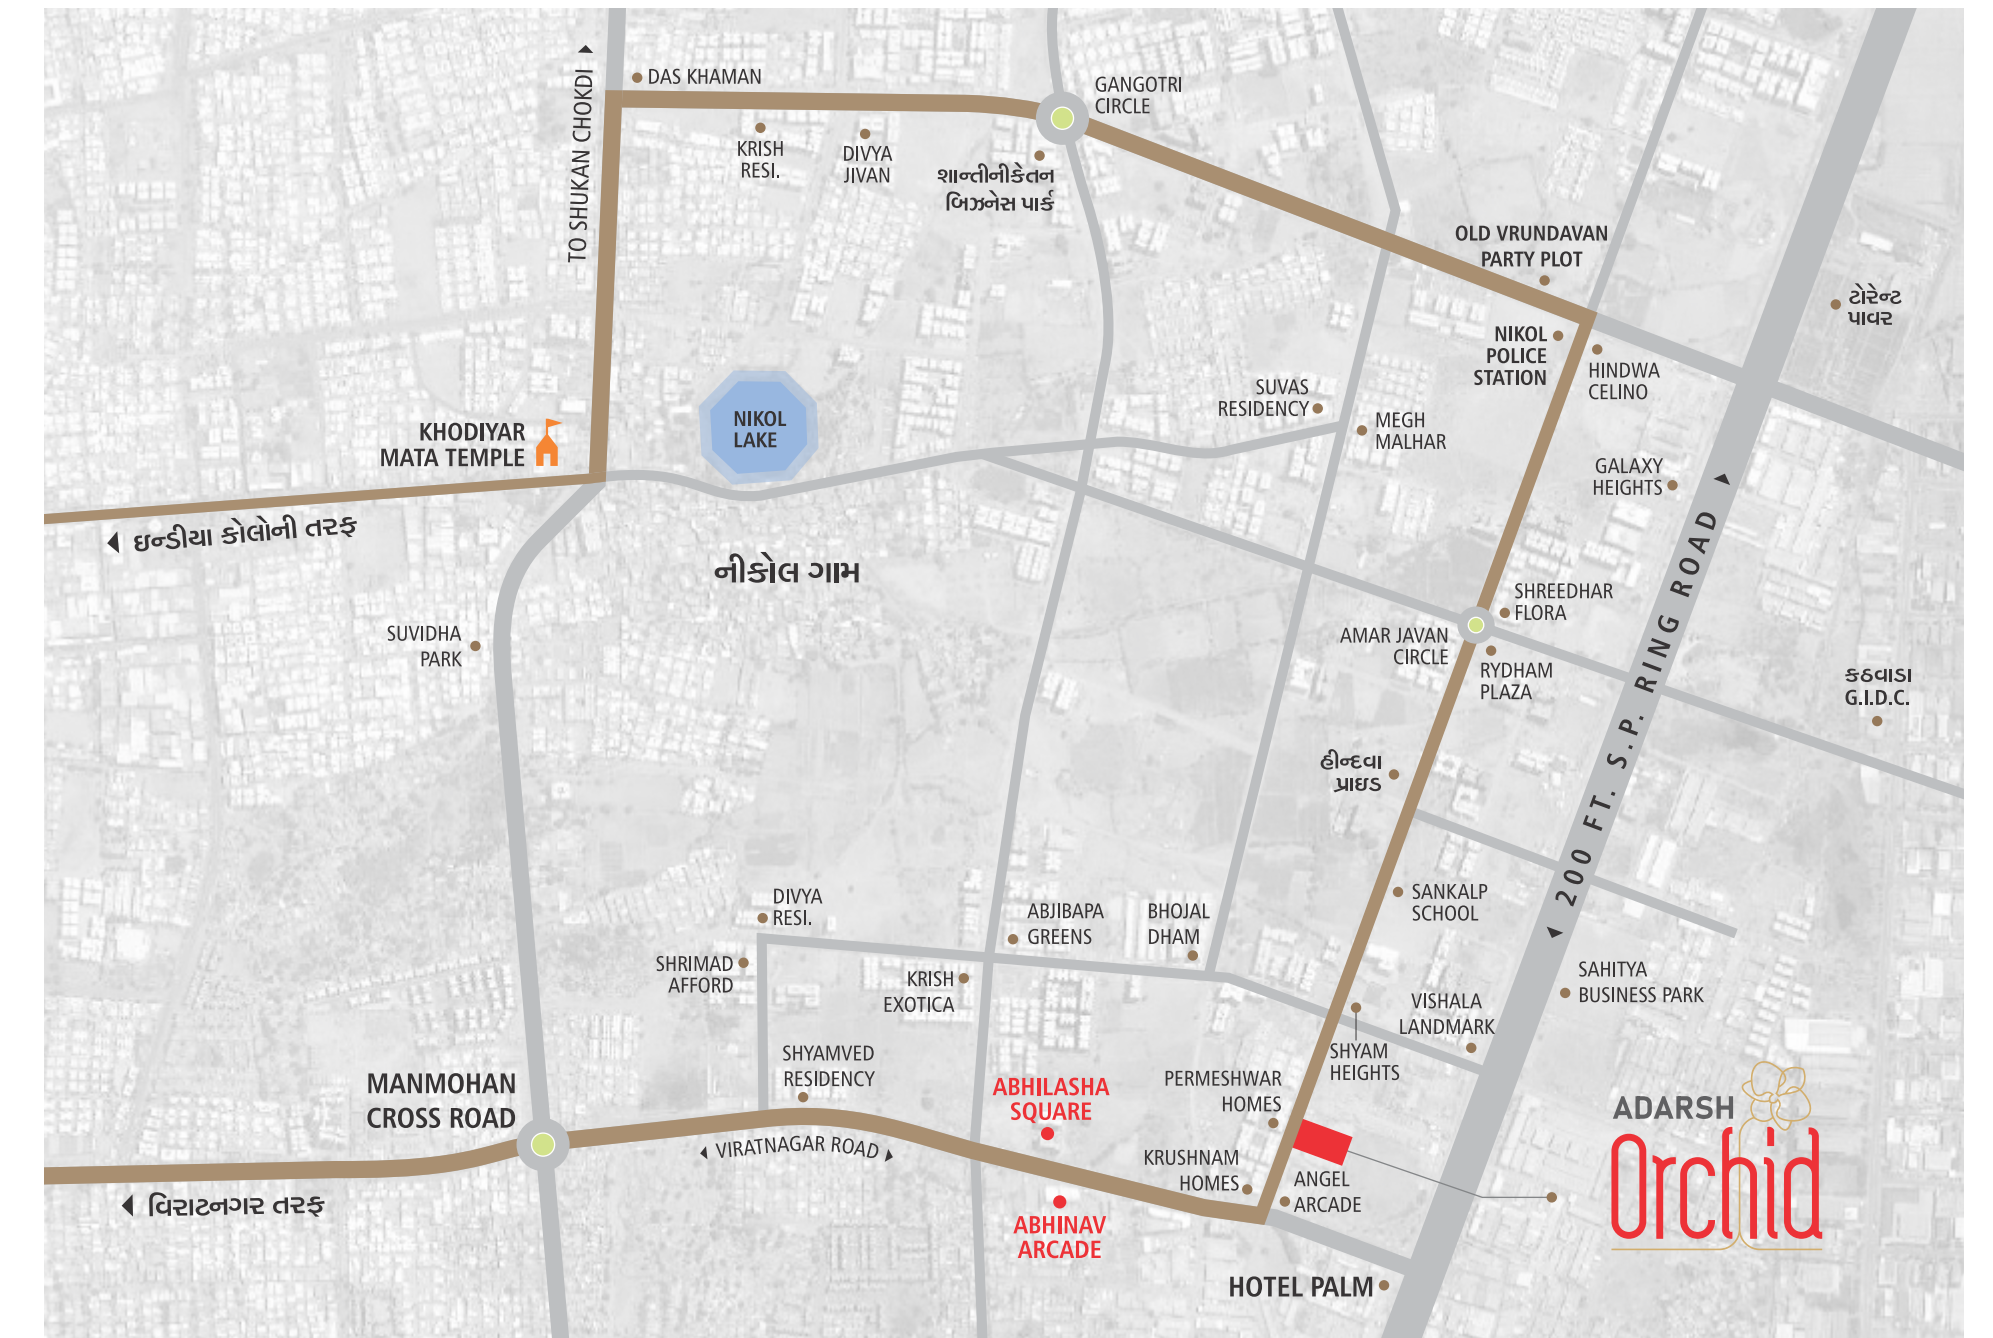 TO SHUKAN CHOKDI
DAS KHAMAN
KRISH
RESI.
DIVYA
JIVAN
શાન્તીનીકેતન
બિઝનેસ પાર્ક
GANGOTRI
CIRCLE
OLD VRUNDAVAN
PARTY PLOT
ટોરેન્ટ
પાવર
NIKOL
POLICE
STATION
HINDWA
CELINO
KHODIYAR
MATA TEMPLE
NIKOL
LAKE
SUVAS
RESIDENCY
MEGH
MALHAR
GALAXY
HEIGHTS
ઇન્ડીયા કોલોની તરફ
નીકોલ ગામ
SUVIDHA
PARK
SHREEDHAR
FLORA
AMAR JAVAN
CIRCLE
RYDHAM
PLAZA
200 FT. S.P. RING ROAD
કઠવાડા
G.I.D.C.
હીન્દવા
પ્રાઇડ
SANKALP
SCHOOL
DIVYA
RESI.
SHRIMAD
AFFORD
KRISH
EXOTICA
ABJIBAPA
GREENS
BHOJAL
DHAM
SAHITYA
BUSINESS PARK
VISHALA
LANDMARK
SHYAM
HEIGHTS
MANMOHAN
CROSS ROAD
SHYAMVED
RESIDENCY
VIRATNAGAR ROAD
ABHILASHA
SQUARE
PERMESHWAR
HOMES
KRUSHNAM
HOMES
ANGEL
ARCADE
ABHINAV
ARCADE
વિરાટનગર તરફ
HOTEL PALM
ADARSH
Orchid